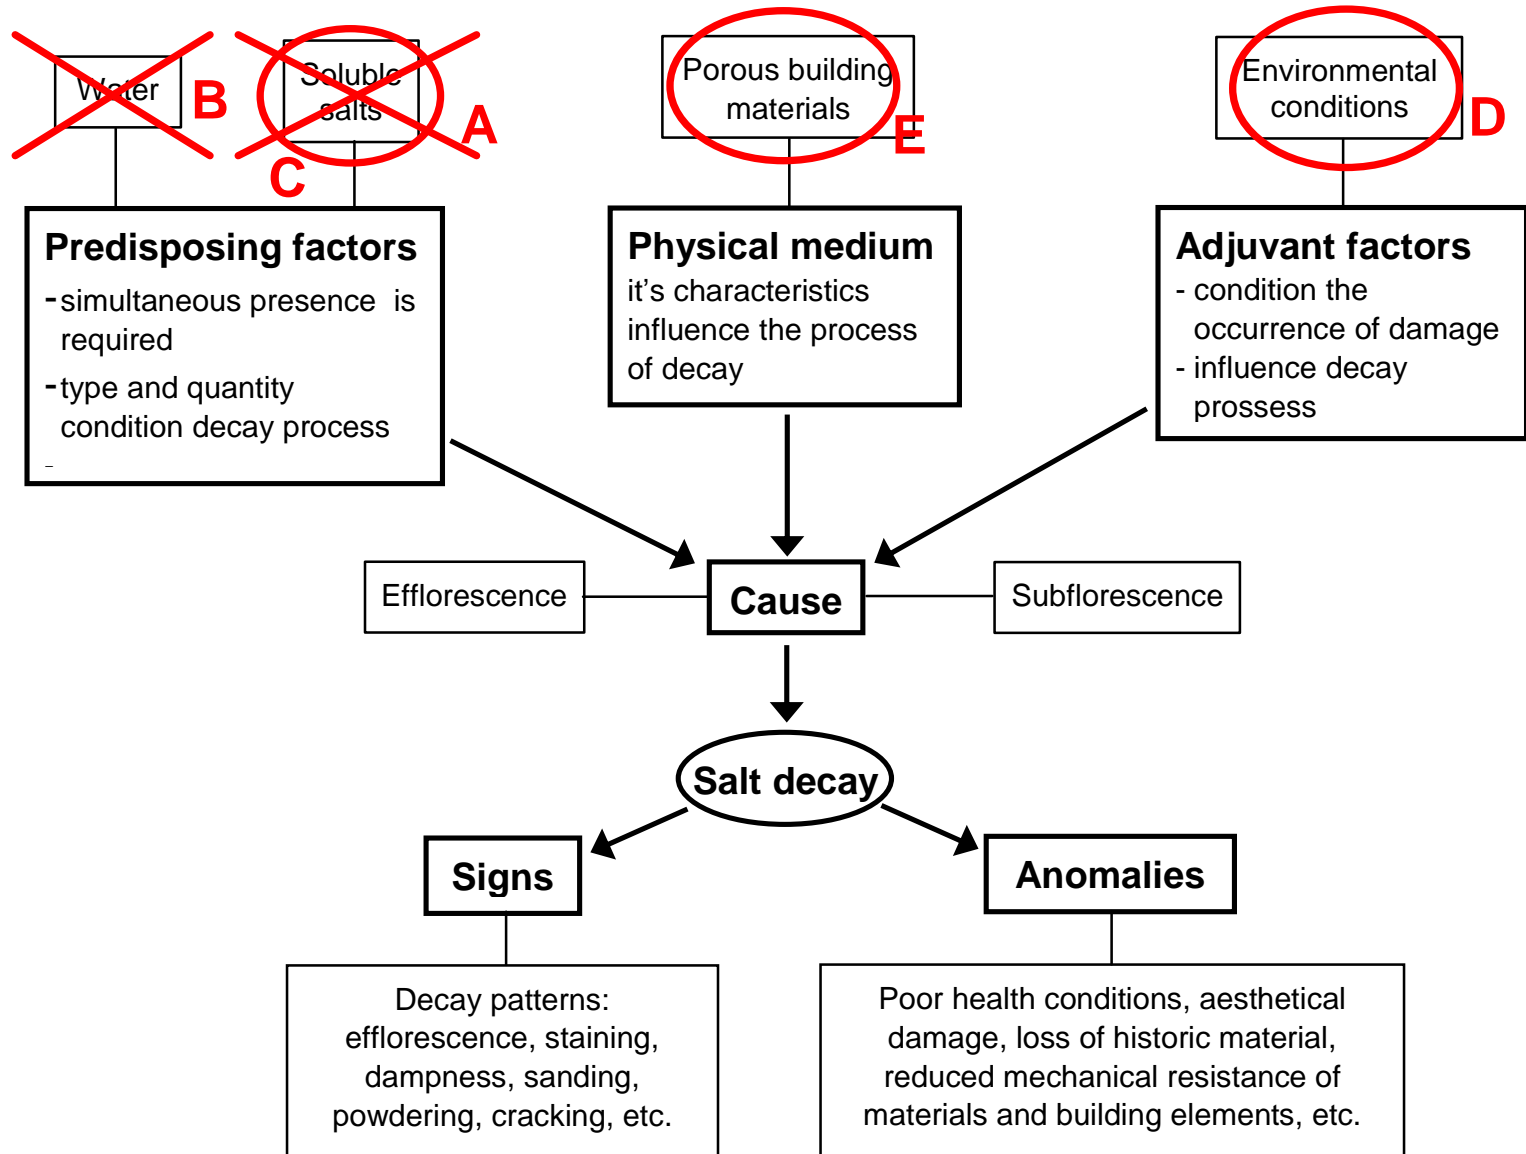 Water
B
Soluble
salts
A
C
Porous building
materials
E
Environmental
conditions
D
Predisposing factors
-simultaneous presence is
required
-type and quantity
condition decay process
-
Physical medium
it’s characteristics
influence the process
of decay
Adjuvant factors
- condition the
occurrence of damage
- influence decay
prossess
Efflorescence
Cause
Subflorescence
Salt decay
Signs
Anomalies
Decay patterns:
efflorescence, staining,
dampness, sanding,
powdering, cracking, etc.
Poor health conditions, aesthetical
damage, loss of historic material,
reduced mechanical resistance of
materials and building elements, etc.